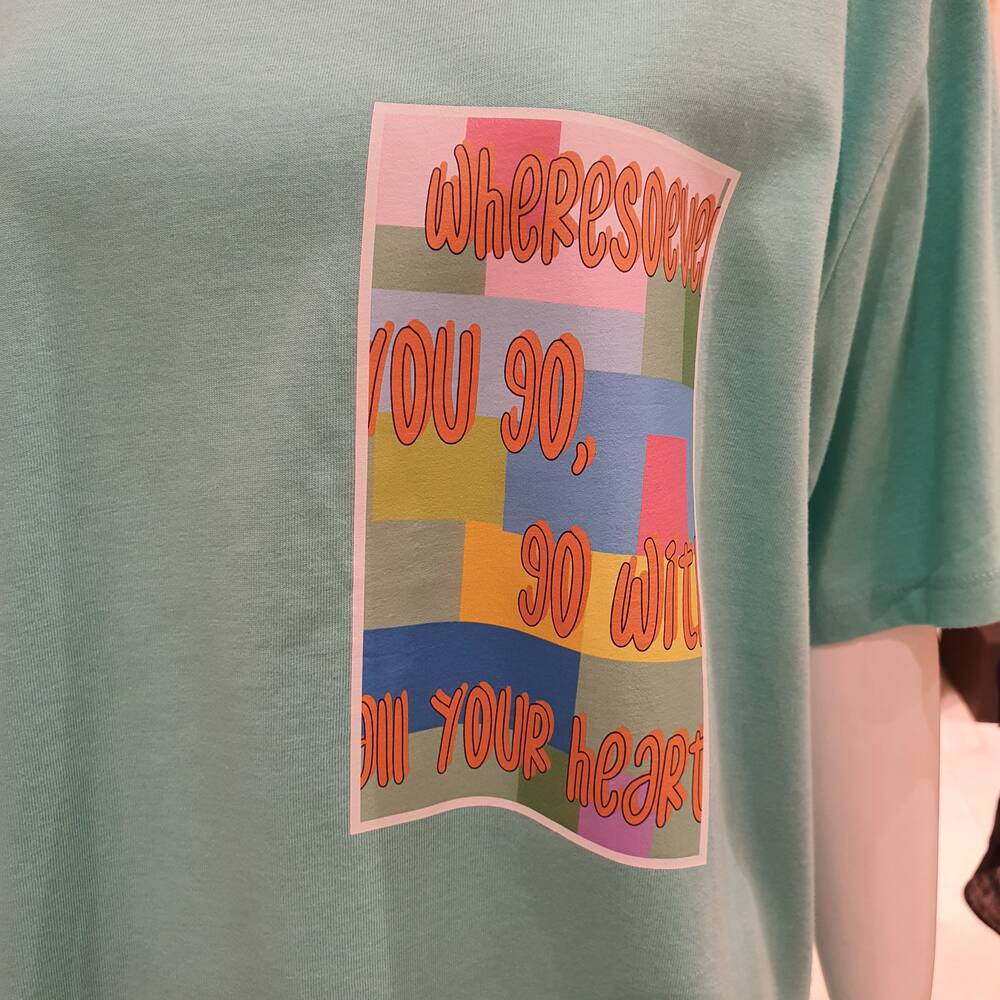 wheresoever
you go,
go with
all your heart